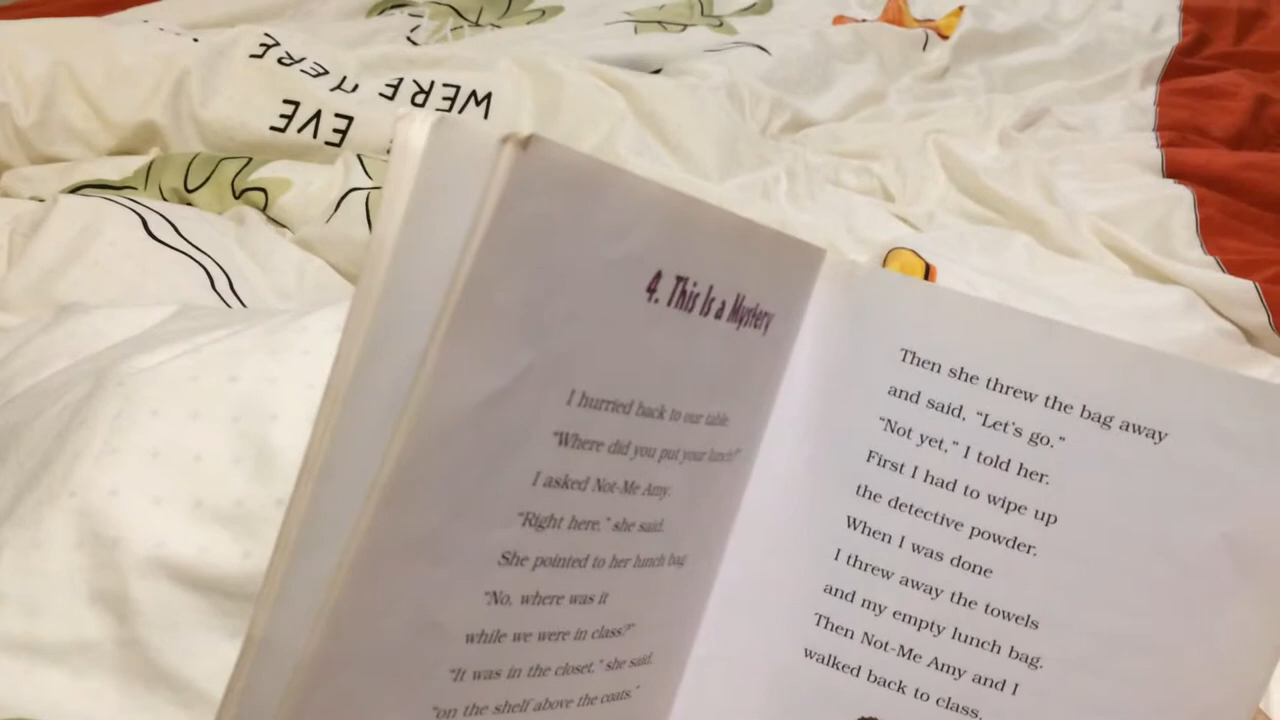 WERE HERE
EVE
4. This Is a Mystery
I hurried back to our table.
"Where did you put your lunch?"
I asked Not-Me Amy.
"Right here," she said.
She pointed to her lunch bag.
"No, where was it
while we were in class?"
"It was in the closet," she said,
"on the shelf above the coats."
Then she threw the bag away
and said, "Let's go."
"Not yet," I told her.
First I had to wipe up
the detective powder.
When I was done
I threw away the towels
and my empty lunch bag.
Then Not-Me Amy and I
walked back to class.